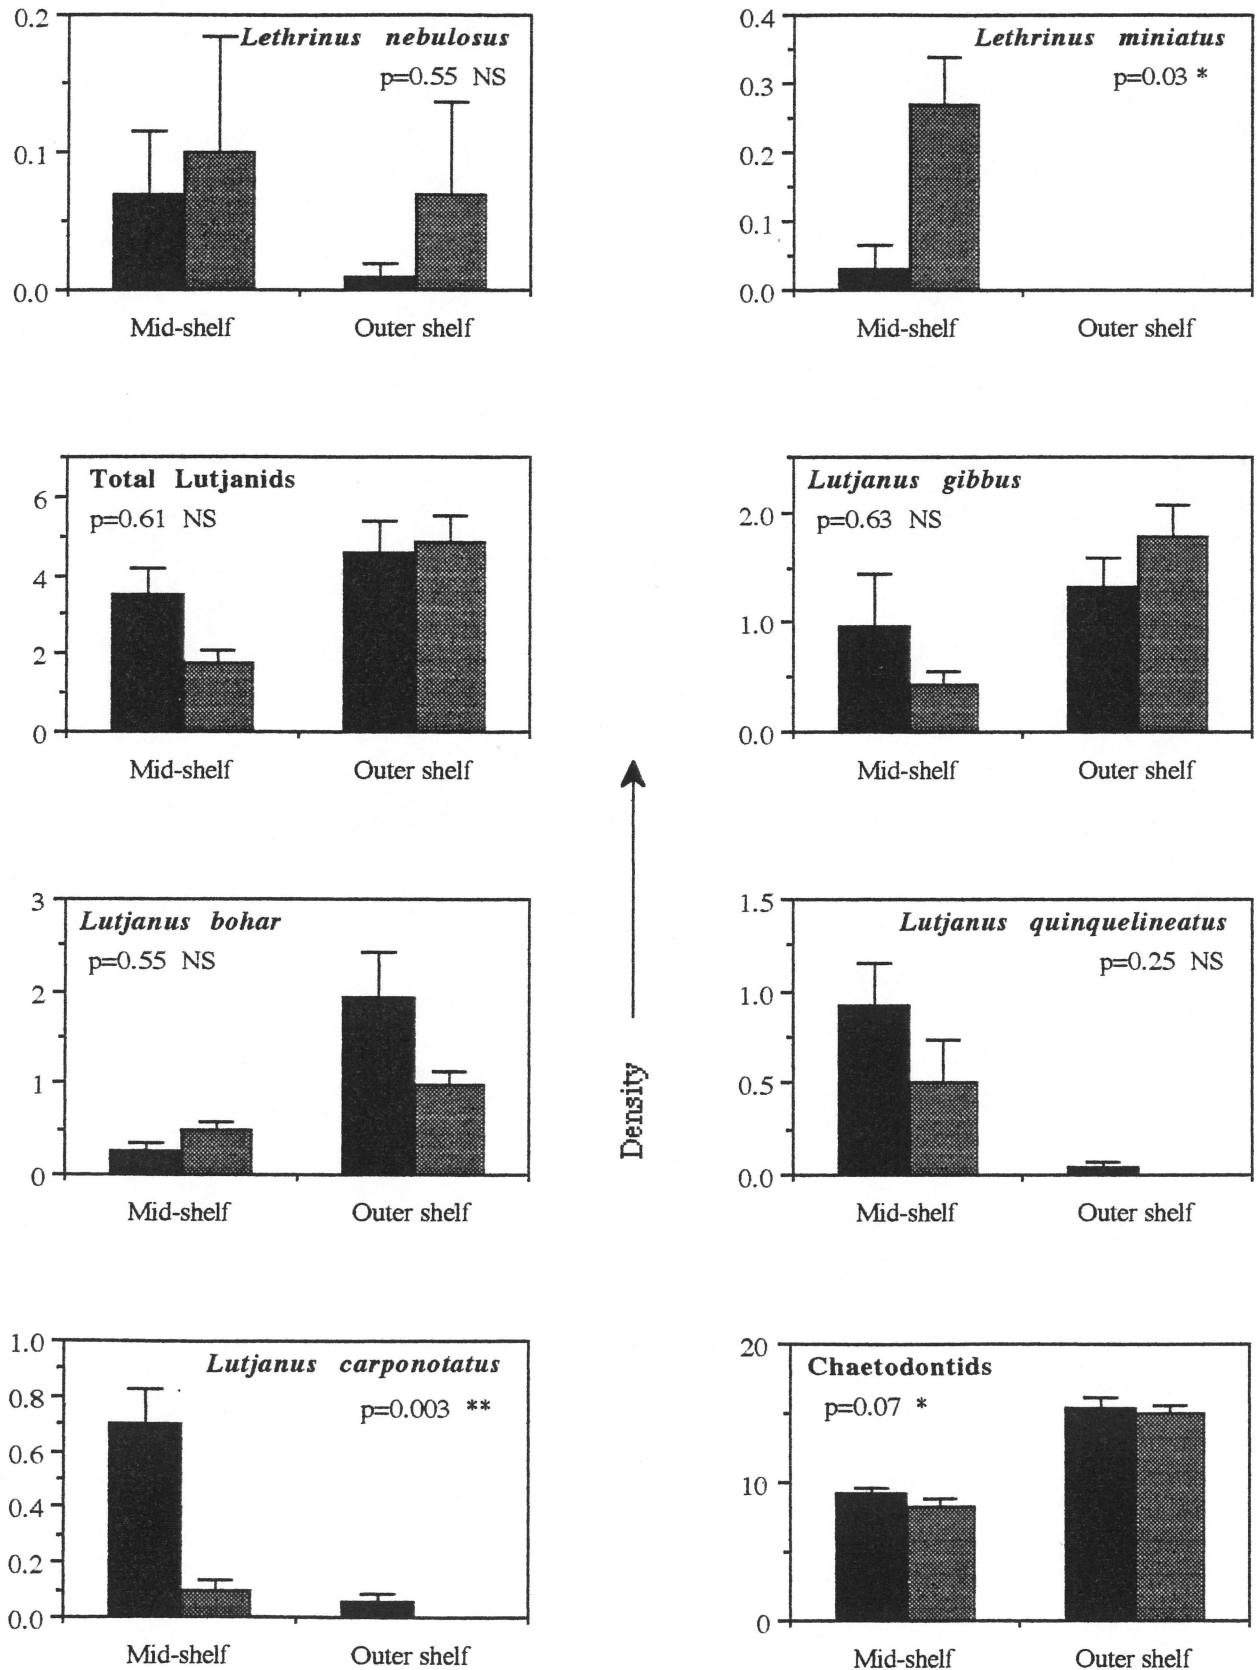 0.2
0.1
0.0
Lethrinus nebulosus
p=0.55 NS
Mid-shelf
Outer shelf
0.4
0.3
0.2
0.1
0.0
Lethrinus miniatus
p=0.03 *
Mid-shelf
Outer shelf
6
4
2
0
Total Lutjanids
p=0.61 NS
Mid-shelf
Outer shelf
2.0
1.0
0.0
Lutjanus gibbus
p=0.63 NS
Mid-shelf
Outer shelf
3
2
1
0
Lutjanus bohar
p=0.55 NS
Mid-shelf
Outer shelf
Density
1.5
1.0
0.5
0.0
Lutjanus quinquelineatus
p=0.25 NS
Mid-shelf
Outer shelf
1.0
0.8
0.6
0.4
0.2
0.0
Lutjanus carponotatus
p=0.003 **
Mid-shelf
Outer shelf
20
10
0
Chaetodontids
p=0.07 *
Mid-shelf
Outer shelf